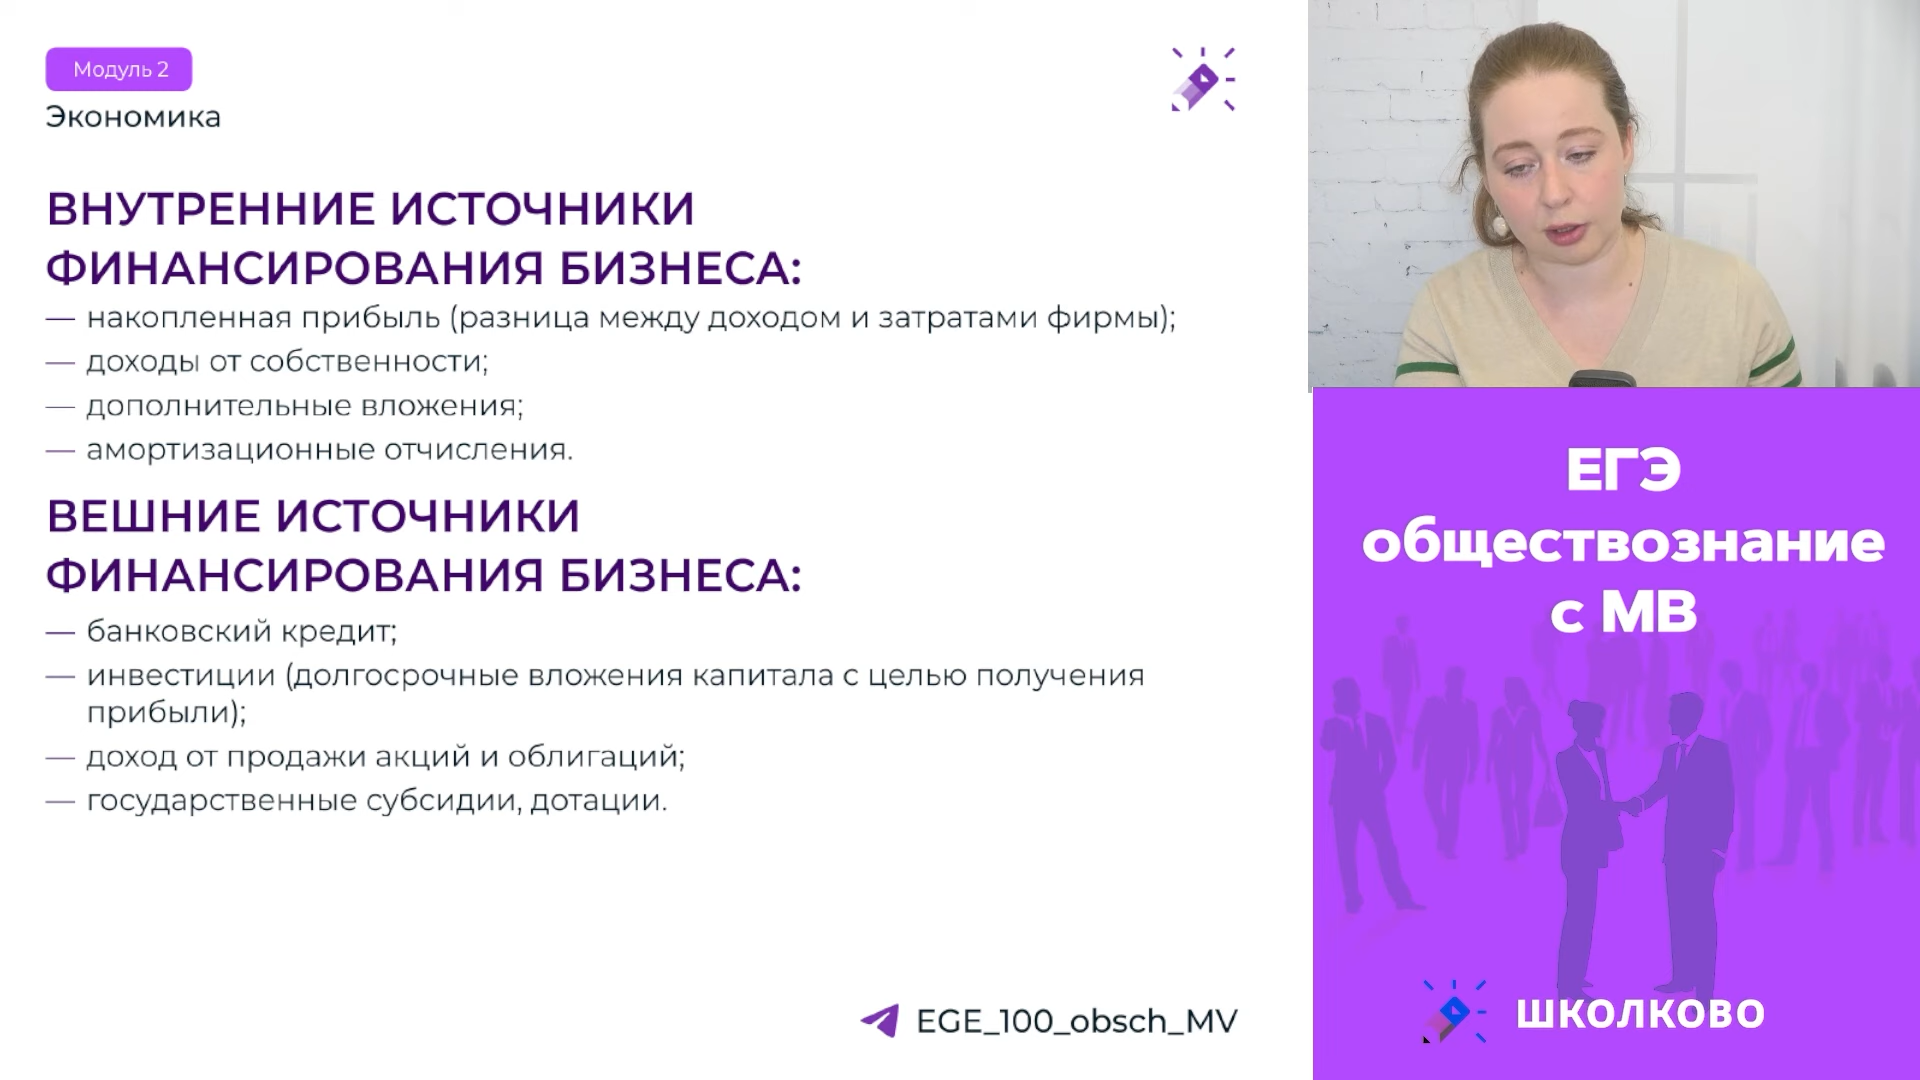 Модуль 2
Экономика
ВНУТРЕННИЕ ИСТОЧНИКИ
ФИНАНСИРОВАНИЯ БИЗНЕСА:
— накопленная прибыль (разница между доходом и затратами фирмы);
— доходы от собственности;
— дополнительные вложения;
— амортизационные отчисления.
ВЕШНИЕ ИСТОЧНИКИ
ФИНАНСИРОВАНИЯ БИЗНЕСА:
— банковский кредит;
— инвестиции (долгосрочные вложения капитала с целью получения
прибыли);
— доход от продажи акций и облигаций;
— государственные субсидии, дотации.
EGE_100_obsch_MV
ЕГЭ
обществознание
с МВ
ШКОЛКОВО